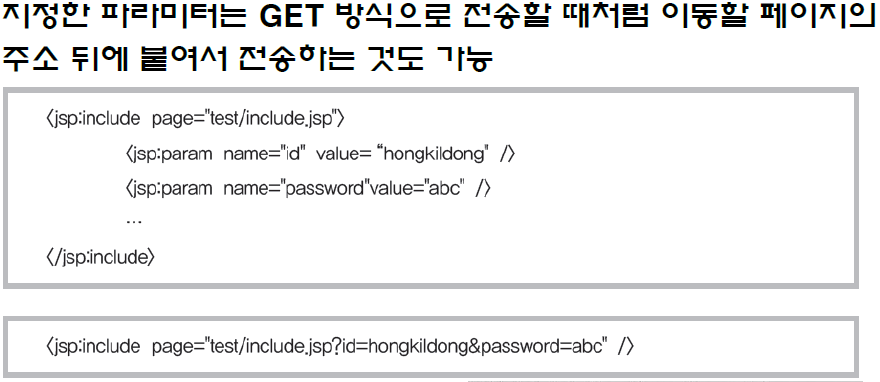 지정한 파라미터는 GET 방식으로 전송할 때처럼 이동할 페이지의
주소 뒤에 붙여서 전송하는 것도 가능
<jsp:include page="test/include.jsp">
<jsp:param name="id" value= “hongkildong" />
<jsp:param name="password"value="abc" />
...
</jsp:include>
<jsp:include page="test/include.jsp?id=hongkildong&password=abc" />